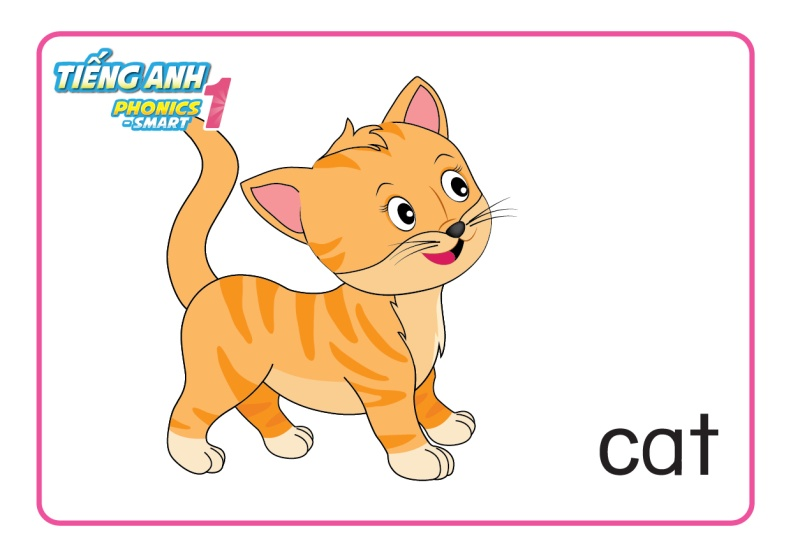 TIẾNG ANH 1
PHONICS
-SMART
cat